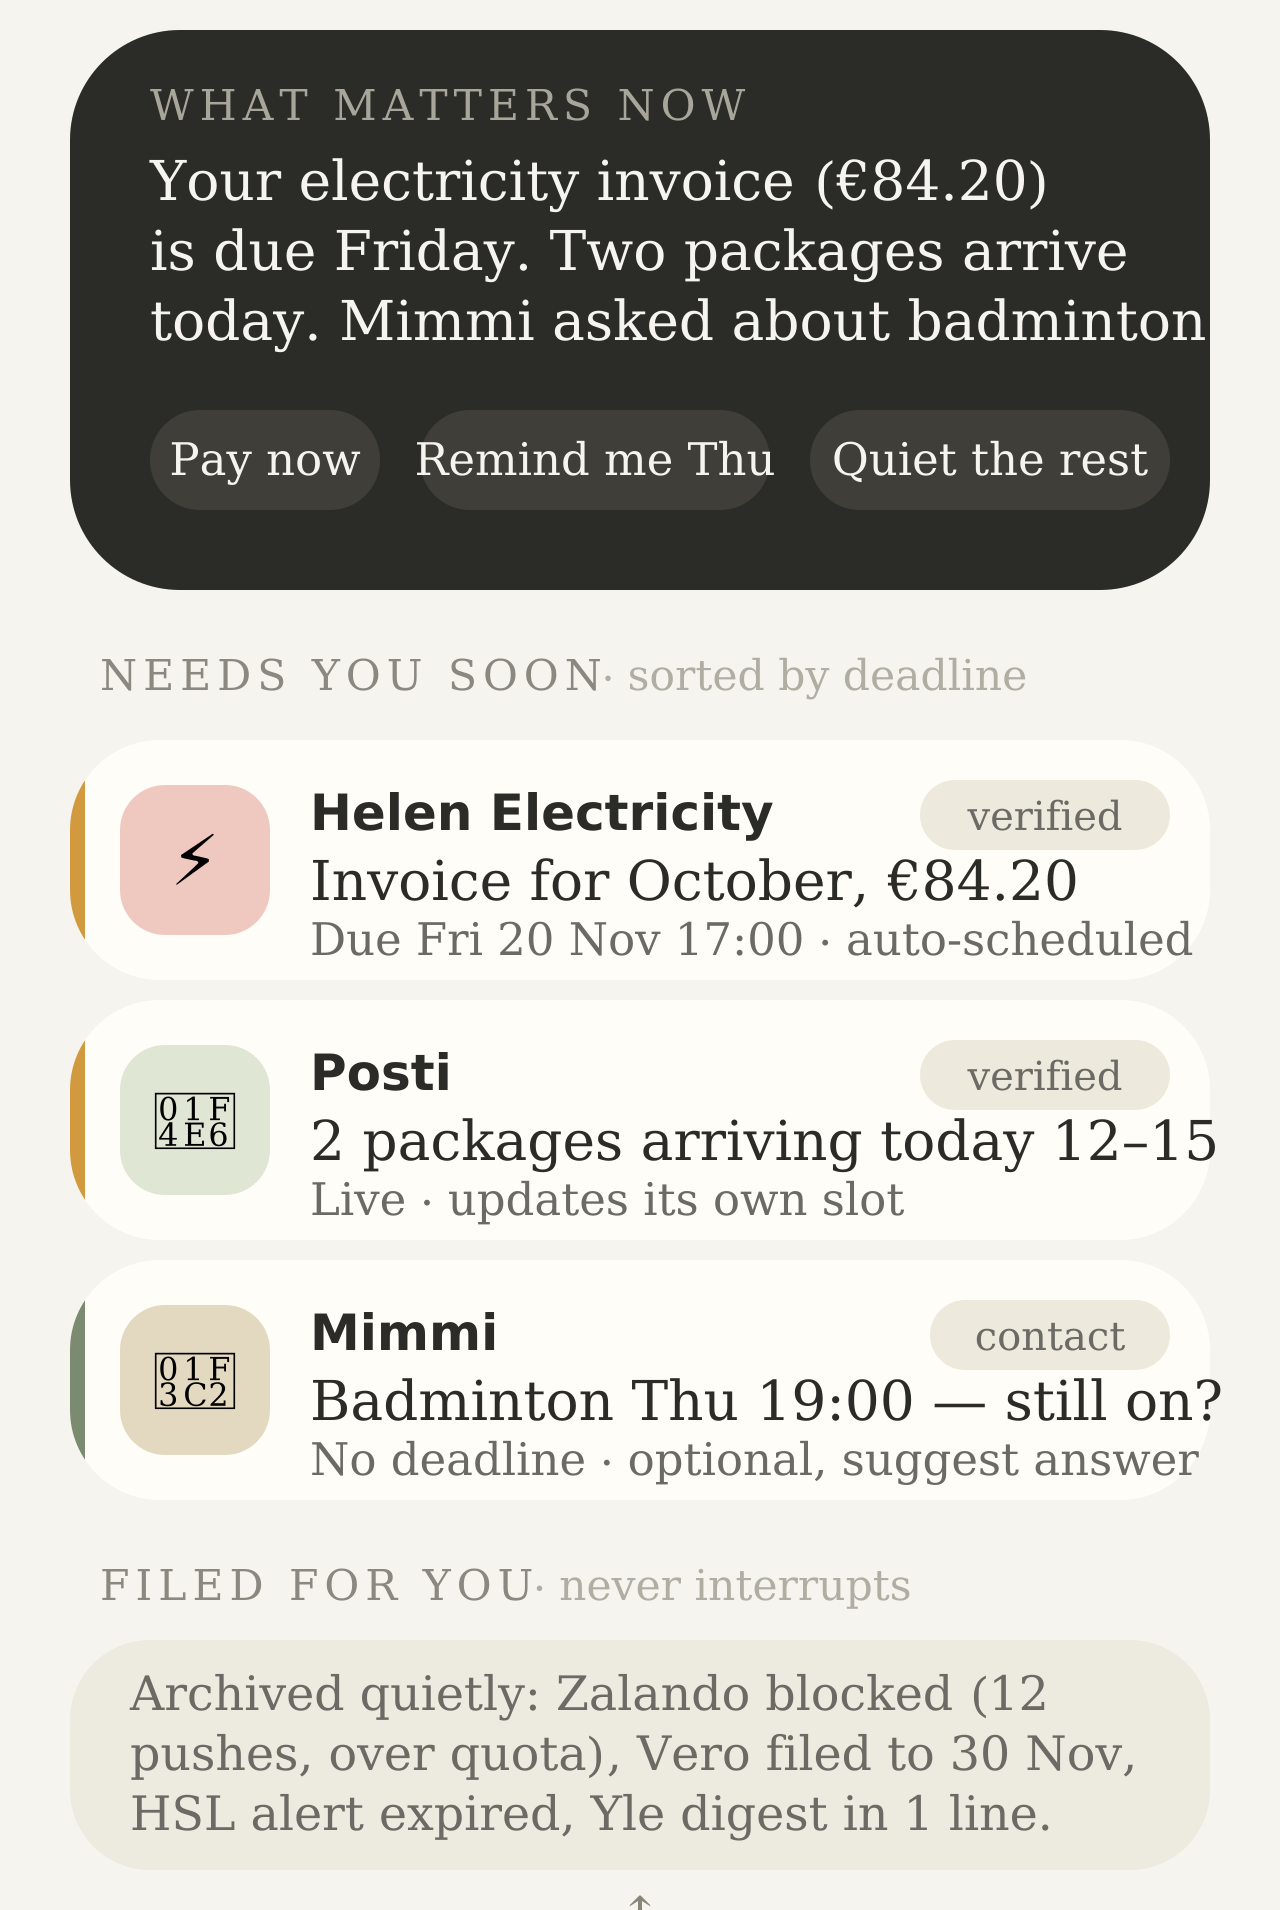 WHAT MATTERS NOW
Your electricity invoice (€84.20)
is due Friday. Two packages arrive
today. Mimmi asked about badminton
Pay now Remind me Thu Quiet the rest
NEEDS YOU SOON · sorted by deadline
Helen Electricity verified
Invoice for October, €84.20
Due Fri 20 Nov 17:00 · auto-scheduled
01F
4E6
Posti verified
2 packages arriving today 12–15
Live · updates its own slot
01F
3C2
Mimmi contact
Badminton Thu 19:00 — still on?
No deadline · optional, suggest answer
FILED FOR YOU · never interrupts
Archived quietly: Zalando blocked (12
pushes, over quota), Vero filed to 30 Nov,
HSL alert expired, Yle digest in 1 line.